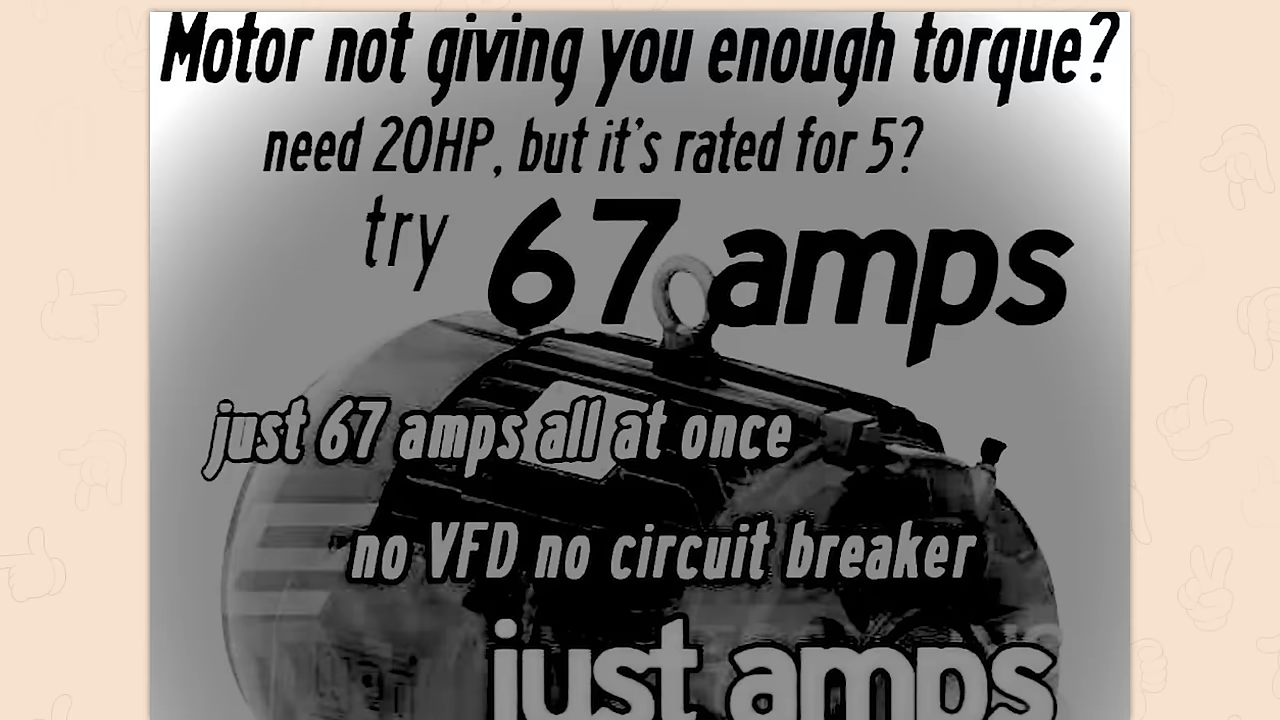 Motor not giving you enough torque?
need 20HP, but it's rated for 5?
try 67 amps
just 67 amps all at once
no VFD no circuit breaker
just amps